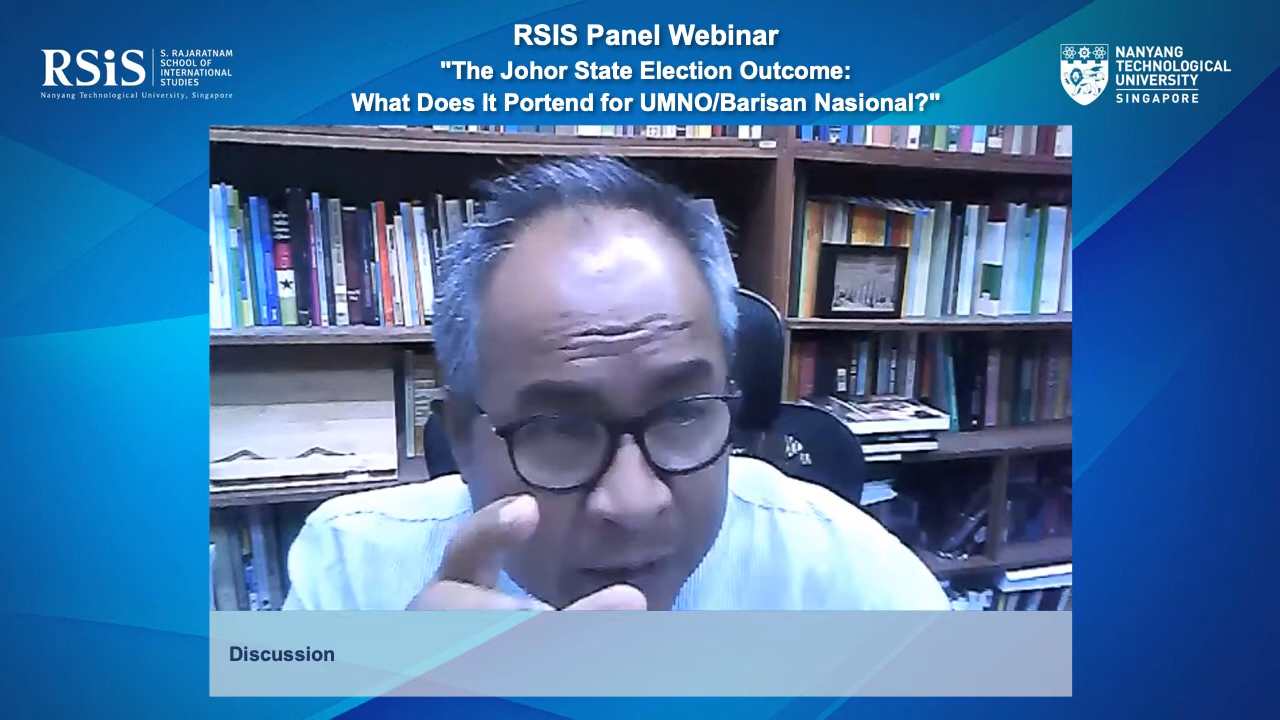 RSIS Panel Webinar
"The Johor State Election Outcome:
What Does It Portend for UMNO/Barisan Nasional?"
RSiS
S. RAJARATNAM
SCHOOL OF
INTERNATIONAL
STUDIES
Nanyang Technological University, Singapore
NANYANG
TECHNOLOGICAL
UNIVERSITY
SINGAPORE
Discussion